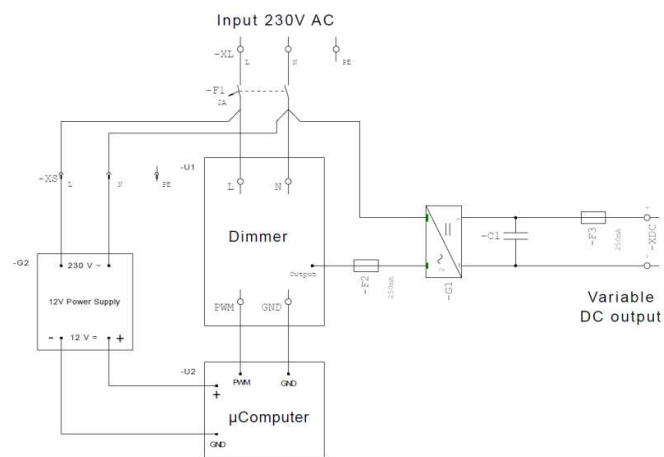 Input 230V AC
-XL
L
N
PE
-F1
2A
-XS
L
N
PE
-U1
L
N
Dimmer
Output
PWM
GND
-F2
250mA
-G1
-C1
-F3
250mA
+
-
-XDC
Variable
DC output
-G2
230 V ~
12V Power Supply
- 12 V = +
-U2
PWM
GND
+
µComputer
GND